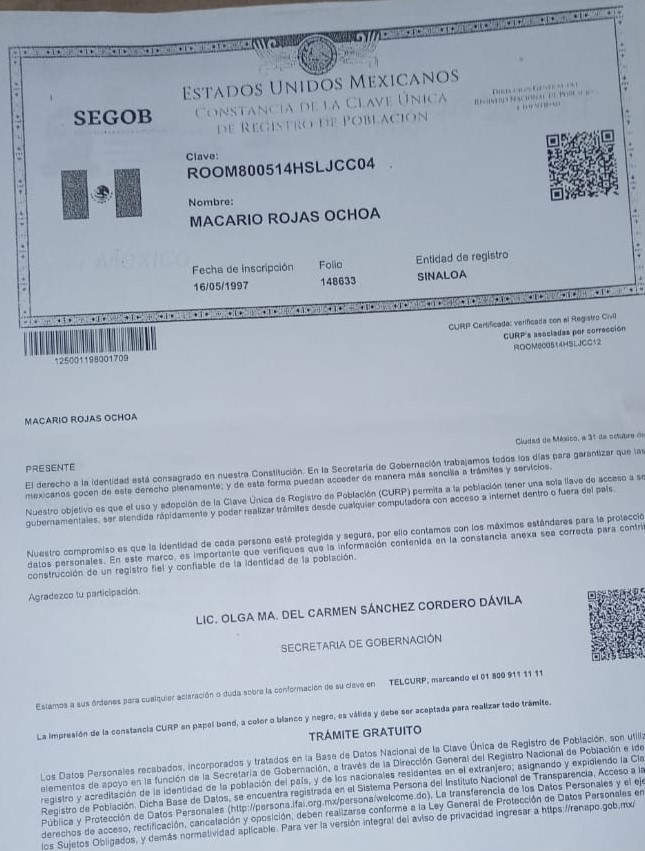 ESTADOS UNIDOS MEXICANOS
CONSTANCIA DE LA CLAVE ÚNICA
DE REGISTRO DE POBLACIÓN
SEGOB
DIRECCIÓN GENERAL DEL
REGISTRO NACIONAL DE POBLACIÓN
E IDENTIDAD
Clave:
ROOM800514HSLJCC04
Nombre:
MACARIO ROJAS OCHOA
México
Fecha de inscripción Folio Entidad de registro
16/05/1997 148633 SINALOA
125001198001709
CURP Certificada: verificada con el Registro Civil
CURP's asociadas por corrección
ROOM800514HSLJCC12
MACARIO ROJAS OCHOA
Ciudad de México, a 31 de octubre de
PRESENTE
El derecho a la identidad está consagrado en nuestra Constitución. En la Secretaría de Gobernación trabajamos todos los días para garantizar que las
mexicanos gocen de este derecho plenamente; y de esta forma puedan acceder de manera más sencilla a trámites y servicios.
Nuestro objetivo es que el uso y adopción de la Clave Única de Registro de Población (CURP) permita a la población tener una sola llave de acceso a se
gubernamentales, ser atendida rápidamente y poder realizar trámites desde cualquier computadora con acceso a internet dentro o fuera del país.
Nuestro compromiso es que la identidad de cada persona esté protegida y segura, por ello contamos con los máximos estándares para la protecció
datos personales. En este marco, es importante que verifiques que la información contenida en la constancia anexa sea correcta para contri
construcción de un registro fiel y confiable de la identidad de la población.
Agradezco tu participación.
LIC. OLGA MA. DEL CARMEN SÁNCHEZ CORDERO DÁVILA
SECRETARIA DE GOBERNACIÓN
Estamos a sus órdenes para cualquier aclaración o duda sobre la conformación de su clave en TELCURP, marcando el 01 800 911 11 11
La impresión de la constancia CURP en papel bond, a color o blanco y negro, es válida y debe ser aceptada para realizar todo trámite.
TRÁMITE GRATUITO
Los Datos Personales recabados, incorporados y tratados en la Base de Datos Nacional de la Clave Única de Registro de Población, son utiliz
elementos de apoyo en la función de la Secretaría de Gobernación, a través de la Dirección General del Registro Nacional de Población e Ide
registro y acreditación de la identidad de la población del país, y de los nacionales residentes en el extranjero; asignando y expidiendo la Cla
Registro de Población. Dicha Base de Datos, se encuentra registrada en el Sistema Persona del Instituto Nacional de Transparencia, Acceso a la
Pública y Protección de Datos Personales (http://persona.ifai.org.mx/persona/welcome.do). La transferencia de los Datos Personales y el eje
derechos de acceso, rectificación, cancelación y oposición, deben realizarse conforme a la Ley General de Protección de Datos Personales en
los Sujetos Obligados, y demás normatividad aplicable. Para ver la versión integral del aviso de privacidad ingresar a https://renapo.gob.mx/